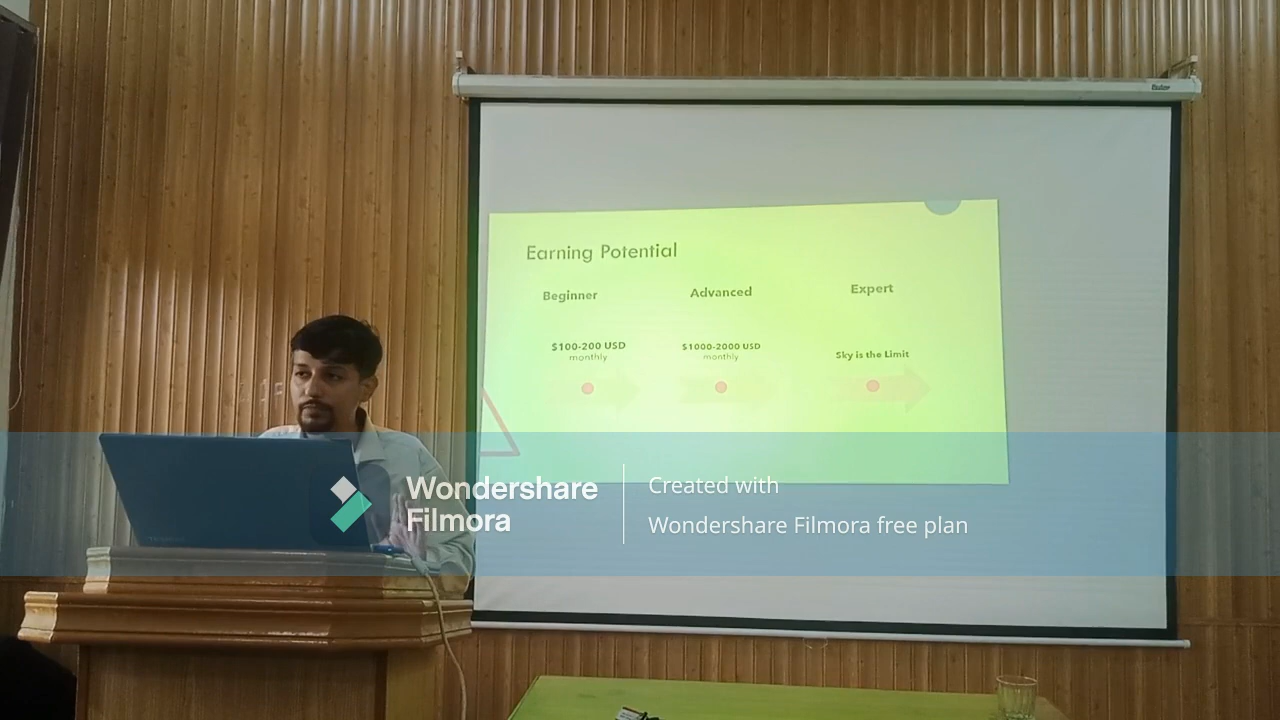 Earning Potential
Beginner
Advanced
Expert
$100-200 USD
monthly
$1000-2000 USD
monthly
Sky is the Limit
Wondershare
Filmora
Created with
Wondershare Filmora free plan